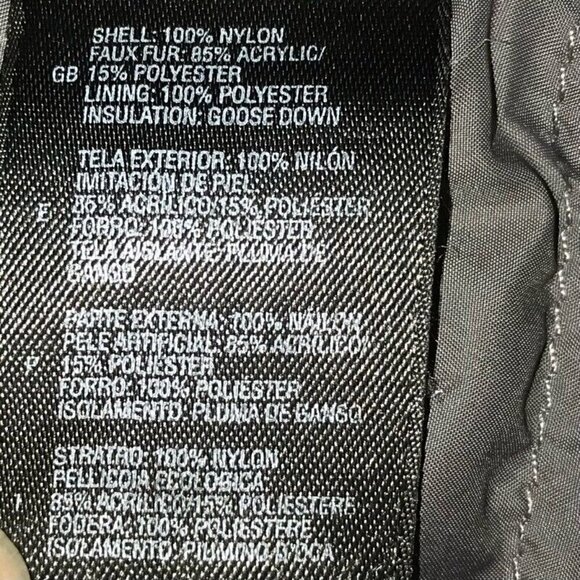 SHELL: 100% NYLON
FAUX FUR: 85% ACRYLIC/
GB 15% POLYESTER
LINING: 100% POLYESTER
INSULATION: GOOSE DOWN
TELA EXTERIOR: 100% NILÓN
IMITACIÓN DE PIEL
E 85% ACRÍLICO/15% POLIÉSTER
FORRO: 100% POLIÉSTER
TELA AISLANTE: PLUMA DE
GANSO
PARTE EXTERNA: 100% NÁILON
PELE ARTIFICIAL: 85% ACRÍLICO/
P 15% POLIÉSTER
FORRO: 100% POLIÉSTER
ISOLAMENTO: PLUMA DE GANSO
STRATRO: 100% NYLON
PELLICCIA ECOLOGICA
I 85% ACRILICO/15% POLIESTERE
FODERA: 100% POLIESTERE
ISOLAMENTO: PIUMINO D'OCA